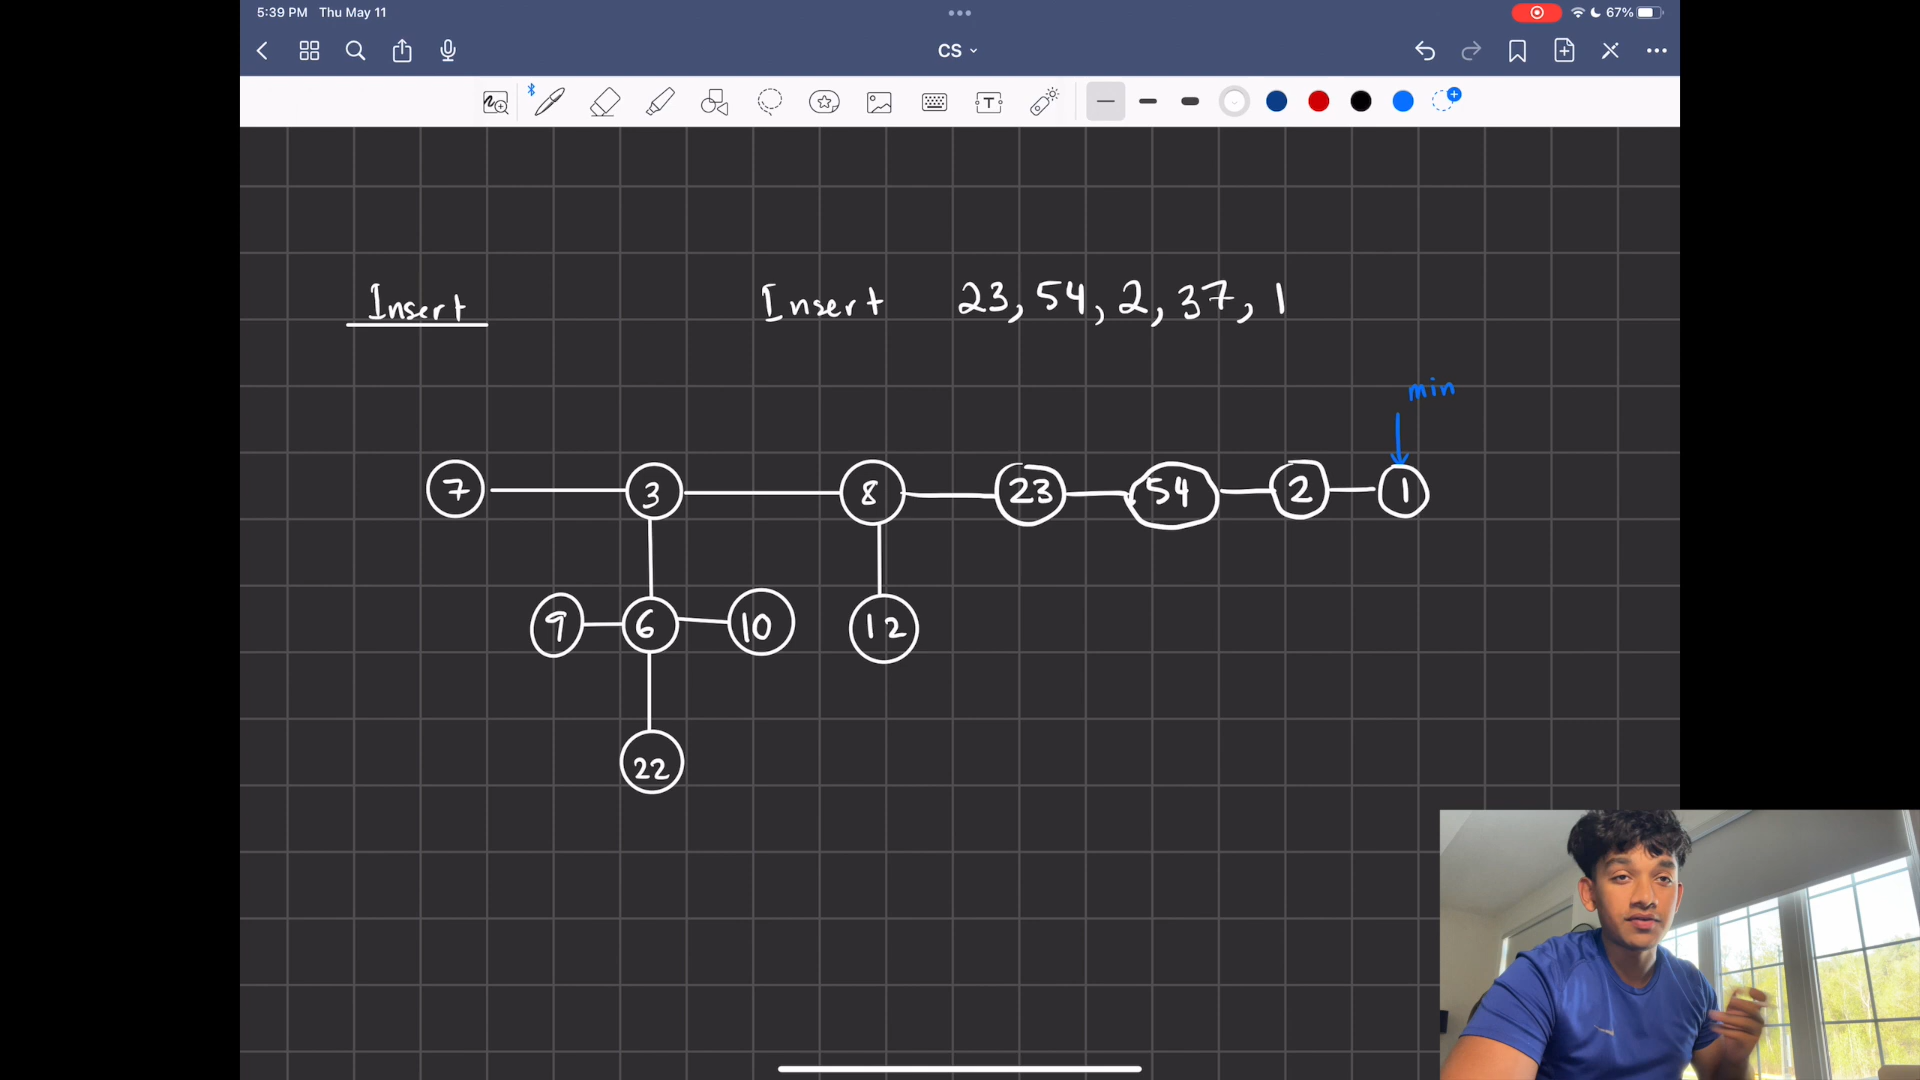 5:39 PM Thu May 11
67%
CS
T
Insert
Insert 23, 54, 2, 37, 1
min
7 3 8 23 54 2 1
9 6 10 12
22